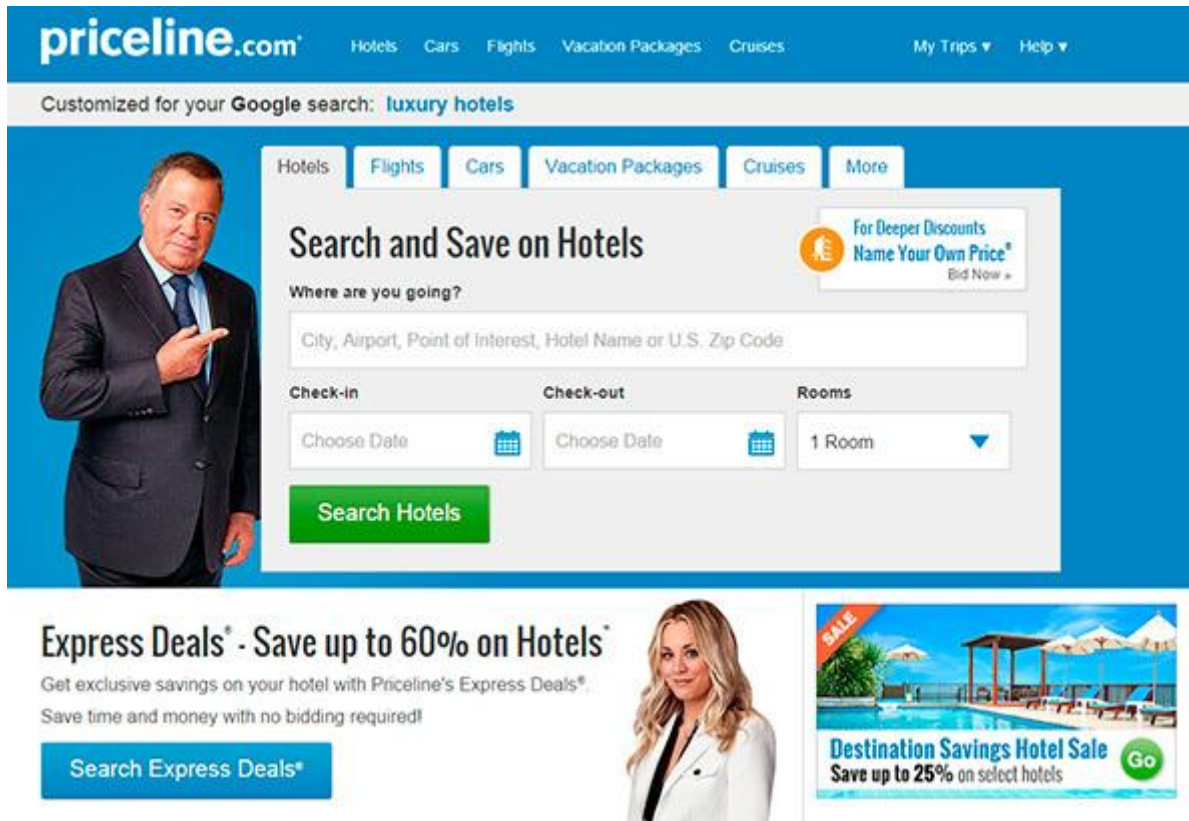 priceline.com®
Hotels Cars Flights Vacation Packages Cruises My Trips ▾ Help ▾
Customized for your Google search: luxury hotels
Hotels Flights Cars Vacation Packages Cruises More
Search and Save on Hotels
For Deeper Discounts
Name Your Own Price®
Bid Now »
Where are you going?
City, Airport, Point of Interest, Hotel Name or U.S. Zip Code
Check-in Check-out Rooms
Choose Date Choose Date 1 Room
Search Hotels
Express Deals® - Save up to 60% on Hotels*
Get exclusive savings on your hotel with Priceline's Express Deals®.
Save time and money with no bidding required!
Search Express Deals®
SALE
Destination Savings Hotel Sale
Save up to 25% on select hotels
Go